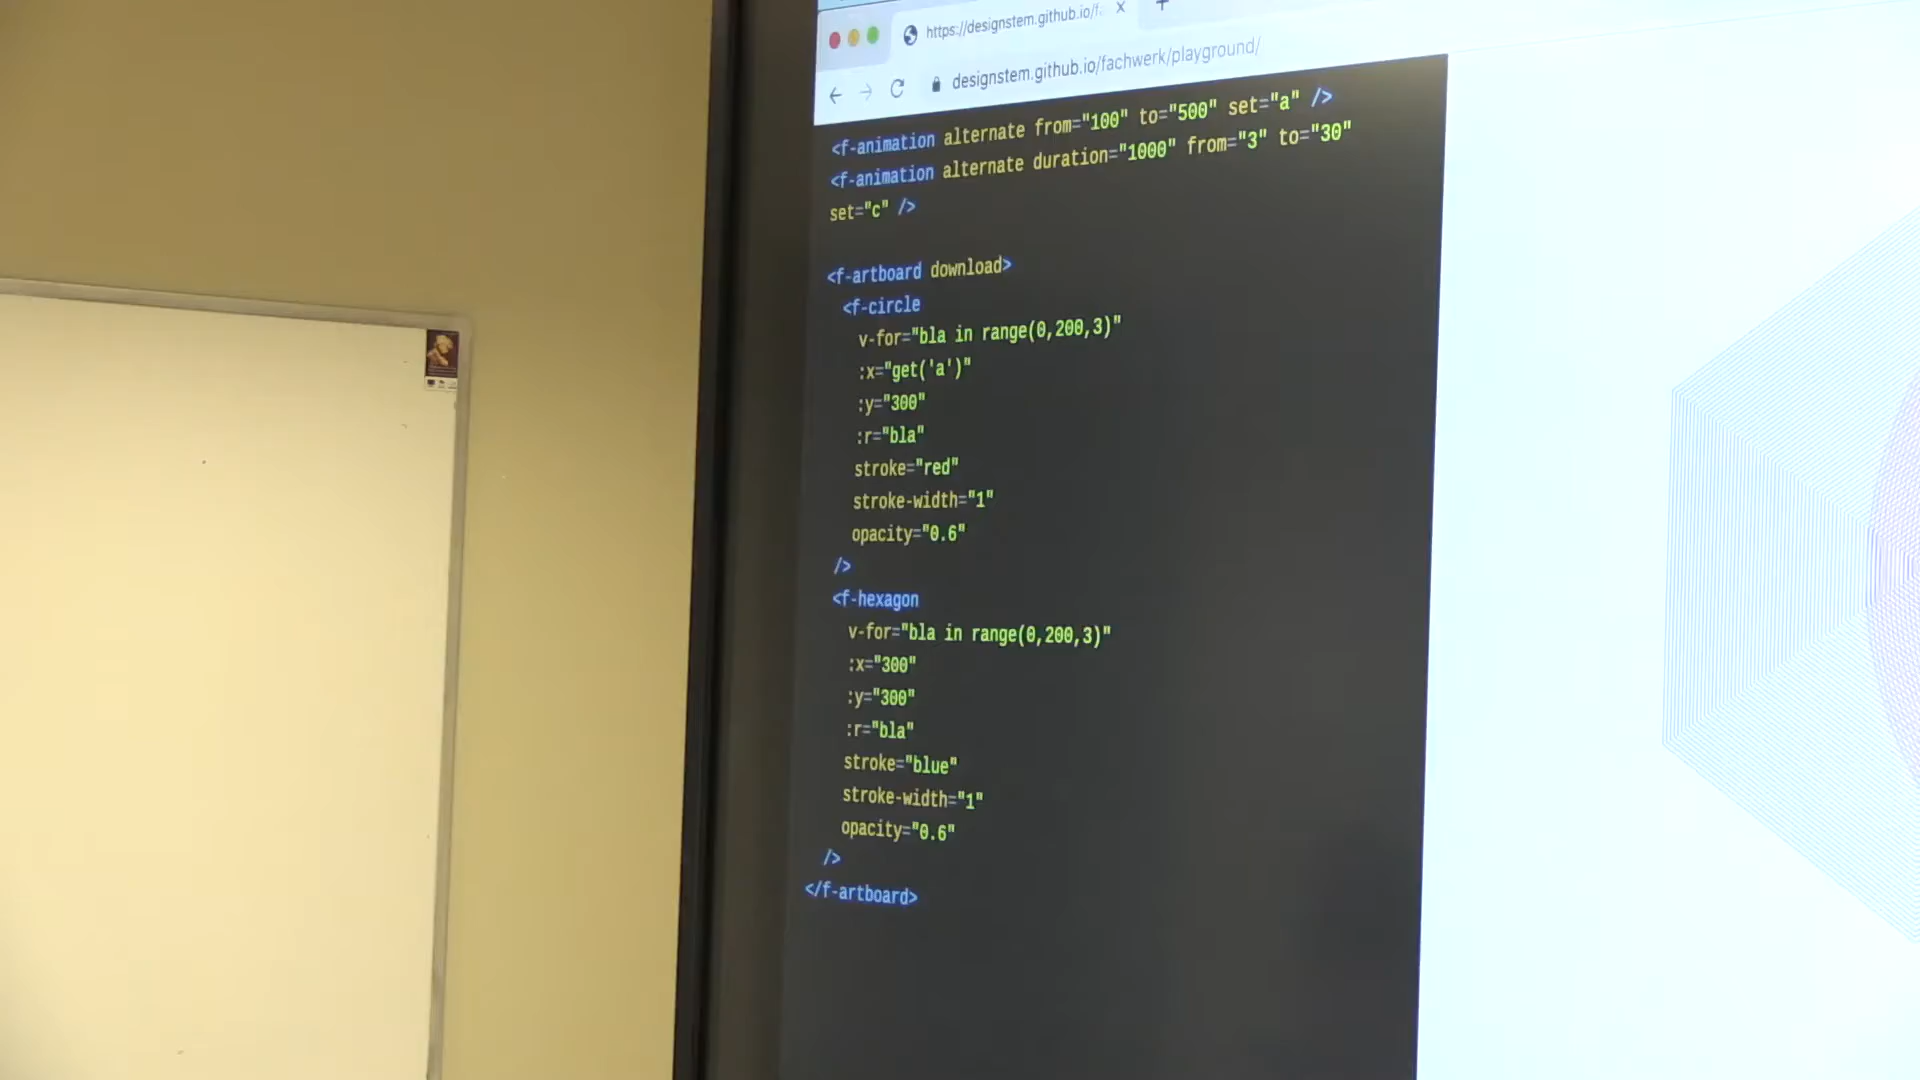 https://designstem.github.io/f
designstem.github.io/fachwerk/playground/
<f-animation alternate from="100" to="500" set="a" />
<f-animation alternate duration="1000" from="3" to="30"
set="c" />
<f-artboard download>
<f-circle
v-for="bla in range(0,200,3)"
:x="get('a')"
:y="300"
:r="bla"
stroke="red"
stroke-width="1"
opacity="0.6"
/>
<f-hexagon
v-for="bla in range(0,200,3)"
:x="300"
:y="300"
:r="bla"
stroke="blue"
stroke-width="1"
opacity="0.6"
/>
</f-artboard>